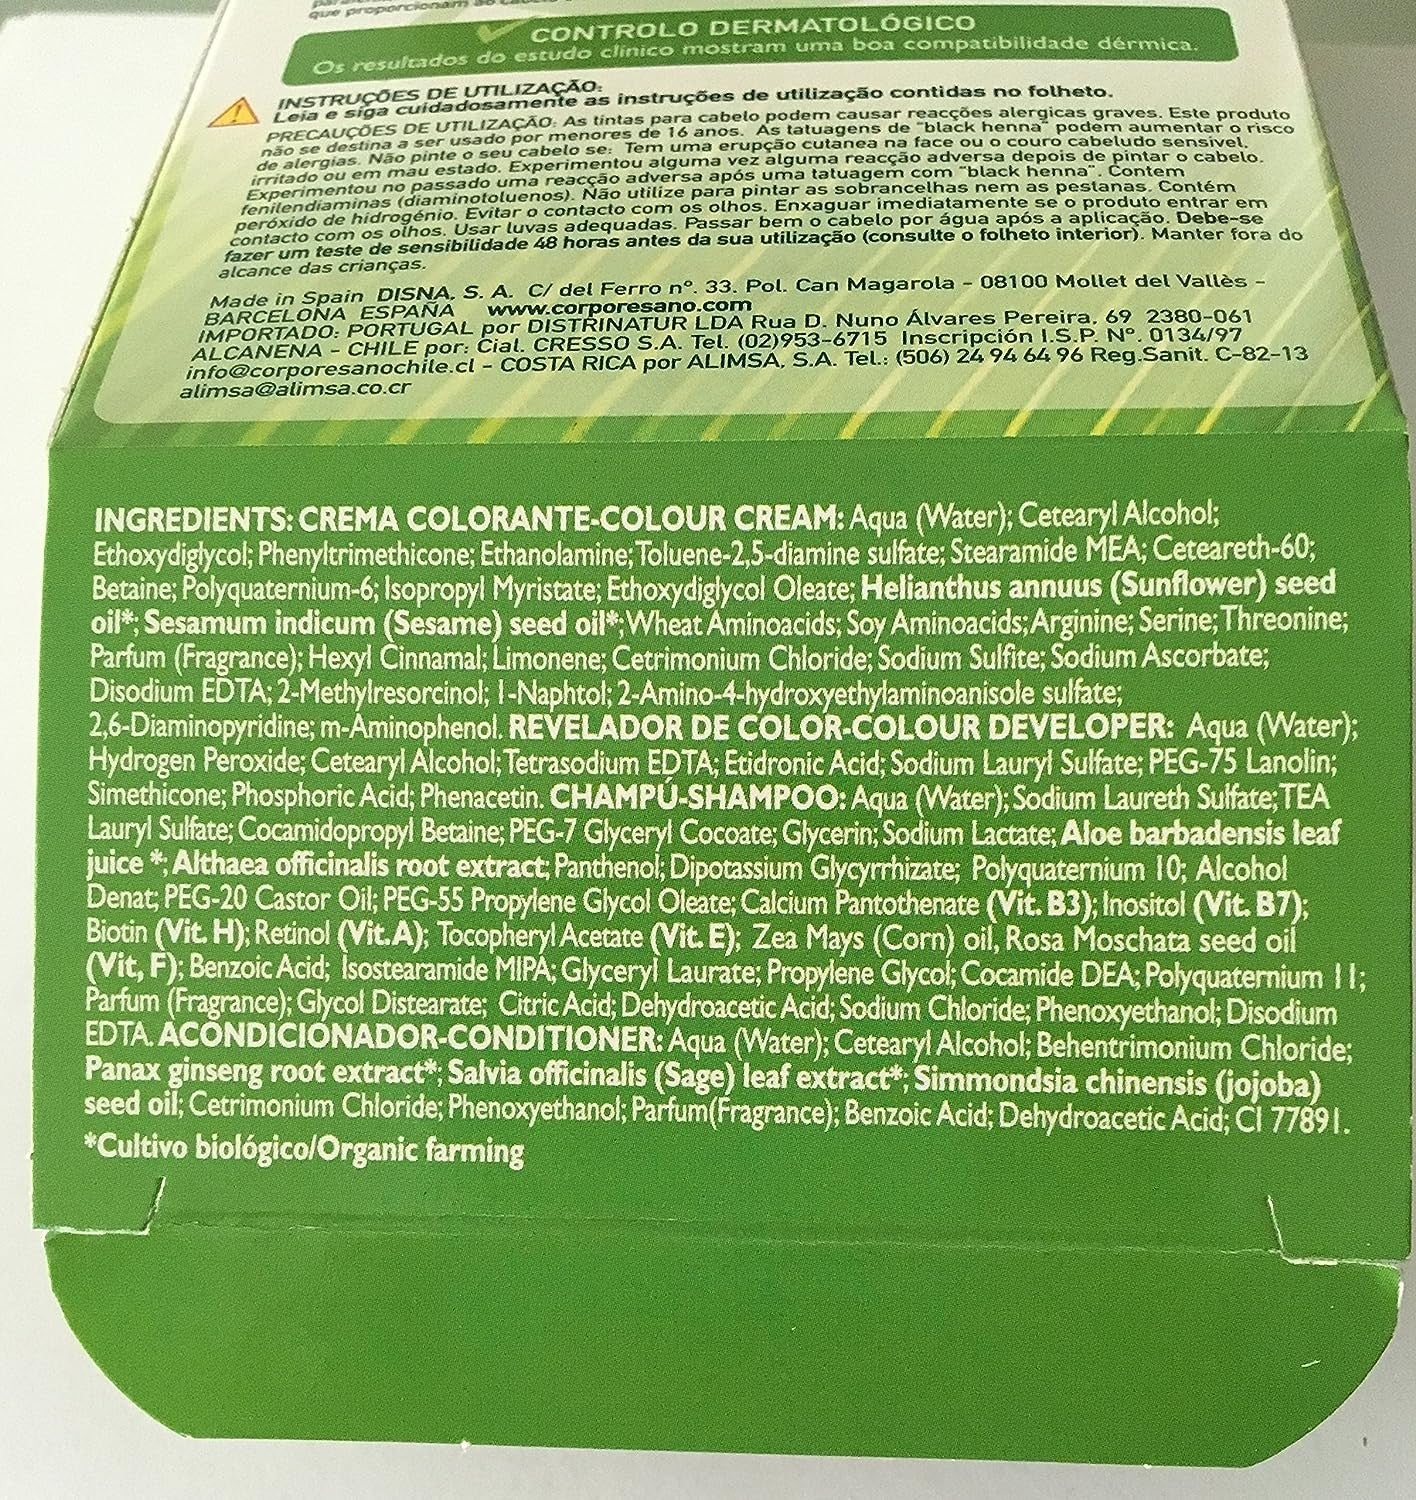 que proporcionam ao
CONTROLO DERMATOLÓGICO
Os resultados do estudo clínico mostram uma boa compatibilidade dérmica.
INSTRUÇÕES DE UTILIZAÇÃO:
Leia e siga cuidadosamente as instruções de utilização contidas no folheto.
PRECAUÇÕES DE UTILIZAÇÃO: As tintas para cabelo podem causar reacções alergicas graves. Este produto
não se destina a ser usado por menores de 16 anos. As tatuagens de "black henna" podem aumentar o risco
de alergias. Não pinte o seu cabelo se: Tem uma erupção cutanea na face ou o couro cabeludo sensível,
irritado ou em mau estado. Experimentou alguma vez alguma reacção adversa depois de pintar o cabelo.
Experimentou no passado uma reacção adversa após uma tatuagem com "black henna". Contem
fenilendiaminas (diaminotoluenos). Não utilize para pintar as sobrancelhas nem as pestanas. Contém
peróxido de hidrogénio. Evitar o contacto com os olhos. Enxaguar imediatamente se o produto entrar em
contacto com os olhos. Usar luvas adequadas. Passar bem o cabelo por água após a aplicação. Debe-se
fazer um teste de sensibilidade 48 horas antes da sua utilização (consulte o folheto interior). Manter fora do
alcance das crianças.
Made in Spain DISNA, S. A. C/ del Ferro nº. 33. Pol. Can Magarola - 08100 Mollet del Vallès -
BARCELONA ESPAÑA www.corporesano.com
IMPORTADO: PORTUGAL por DISTRINATUR LDA Rua D. Nuno Álvares Pereira, 69 2380-061
ALCANENA - CHILE por: Cial. CRESSO S.A. Tel. (02)953-6715 Inscripción I.S.P. Nº. 0134/97
info@corporesanochile.cl - COSTA RICA por ALIMSA, S.A. Tel.: (506) 24 94 64 96 Reg.Sanit. C-82-13
alimsa@alimsa.co.cr
INGREDIENTS: CREMA COLORANTE-COLOUR CREAM: Aqua (Water); Cetearyl Alcohol;
Ethoxydiglycol; Phenyltrimethicone; Ethanolamine; Toluene-2,5-diamine sulfate; Stearamide MEA; Ceteareth-60;
Betaine; Polyquaternium-6; Isopropyl Myristate; Ethoxydiglycol Oleate; Helianthus annuus (Sunflower) seed
oil*; Sesamum indicum (Sesame) seed oil*; Wheat Aminoacids; Soy Aminoacids; Arginine; Serine; Threonine;
Parfum (Fragrance); Hexyl Cinnamal; Limonene; Cetrimonium Chloride; Sodium Sulfite; Sodium Ascorbate;
Disodium EDTA; 2-Methylresorcinol; 1-Naphtol; 2-Amino-4-hydroxyethylaminoanisole sulfate;
2,6-Diaminopyridine; m-Aminophenol. REVELADOR DE COLOR-COLOUR DEVELOPER: Aqua (Water);
Hydrogen Peroxide; Cetearyl Alcohol; Tetrasodium EDTA; Etidronic Acid; Sodium Lauryl Sulfate; PEG-75 Lanolin;
Simethicone; Phosphoric Acid; Phenacetin. CHAMPÚ-SHAMPOO: Aqua (Water); Sodium Laureth Sulfate; TEA
Lauryl Sulfate; Cocamidopropyl Betaine; PEG-7 Glyceryl Cocoate; Glycerin; Sodium Lactate; Aloe barbadensis leaf
juice *; Althaea officinalis root extract; Panthenol; Dipotassium Glycyrrhizate; Polyquaternium 10; Alcohol
Denat; PEG-20 Castor Oil; PEG-55 Propylene Glycol Oleate; Calcium Pantothenate (Vit. B3); Inositol (Vit. B7);
Biotin (Vit. H); Retinol (Vit.A); Tocopheryl Acetate (Vit. E); Zea Mays (Corn) oil, Rosa Moschata seed oil
(Vit, F); Benzoic Acid; Isostearamide MIPA; Glyceryl Laurate; Propylene Glycol; Cocamide DEA; Polyquaternium 11;
Parfum (Fragrance); Glycol Distearate; Citric Acid; Dehydroacetic Acid; Sodium Chloride; Phenoxyethanol; Disodium
EDTA. ACONDICIONADOR-CONDITIONER: Aqua (Water); Cetearyl Alcohol; Behentrimonium Chloride;
Panax ginseng root extract*; Salvia officinalis (Sage) leaf extract*; Simmondsia chinensis (jojoba)
seed oil; Cetrimonium Chloride; Phenoxyethanol; Parfum(Fragrance); Benzoic Acid; Dehydroacetic Acid; CI 77891.
*Cultivo biológico/Organic farming